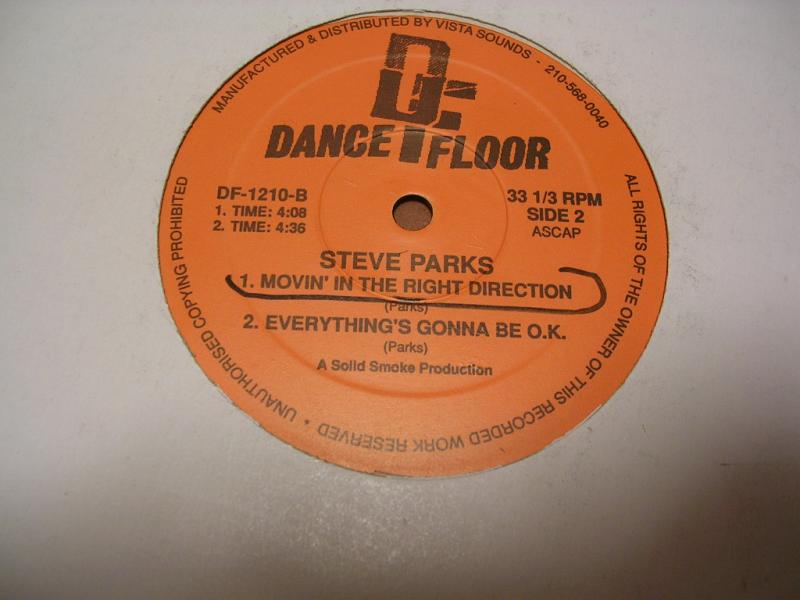 MANUFACTURED & DISTRIBUTED BY VISTA SOUNDS - 210-568-0040
DF
DANCE FLOOR
DF-1210-B
1. TIME: 4:08
2. TIME: 4:36
33 1/3 RPM
SIDE 2
ASCAP
STEVE PARKS
1. MOVIN' IN THE RIGHT DIRECTION
(Parks)
2. EVERYTHING'S GONNA BE O.K.
(Parks)
A Solid Smoke Production
ALL RIGHTS OF THE OWNER OF THIS RECORDED WORK RESERVED • UNAUTHORISED COPYING PROHIBITED